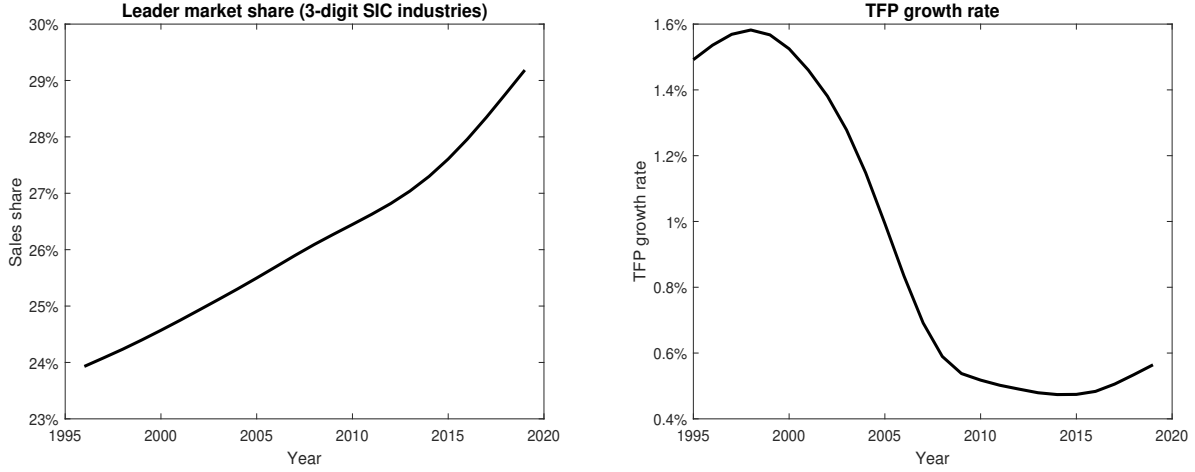 Leader market share (3-digit SIC industries)
30%
29%
28%
27%
26%
25%
24%
23%
Sales share
1995 2000 2005 2010 2015 2020
Year
TFP growth rate
1.6%
1.4%
1.2%
1%
0.8%
0.6%
0.4%
TFP growth rate
1995 2000 2005 2010 2015 2020
Year